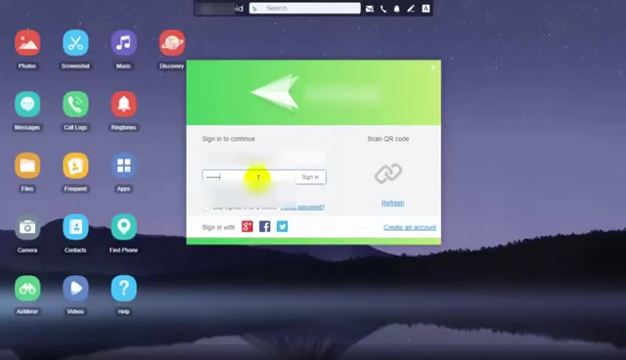 Search
Photos
Screenshot
Music
Discovery
Sign in to continue
Scan QR code
Messages
Call Logs
Ringtones
Sign in
Refresh
Files
Frequent
Apps
Sign in with
Create an account
Camera
Contacts
Find Phone
AirMirror
Videos
Help